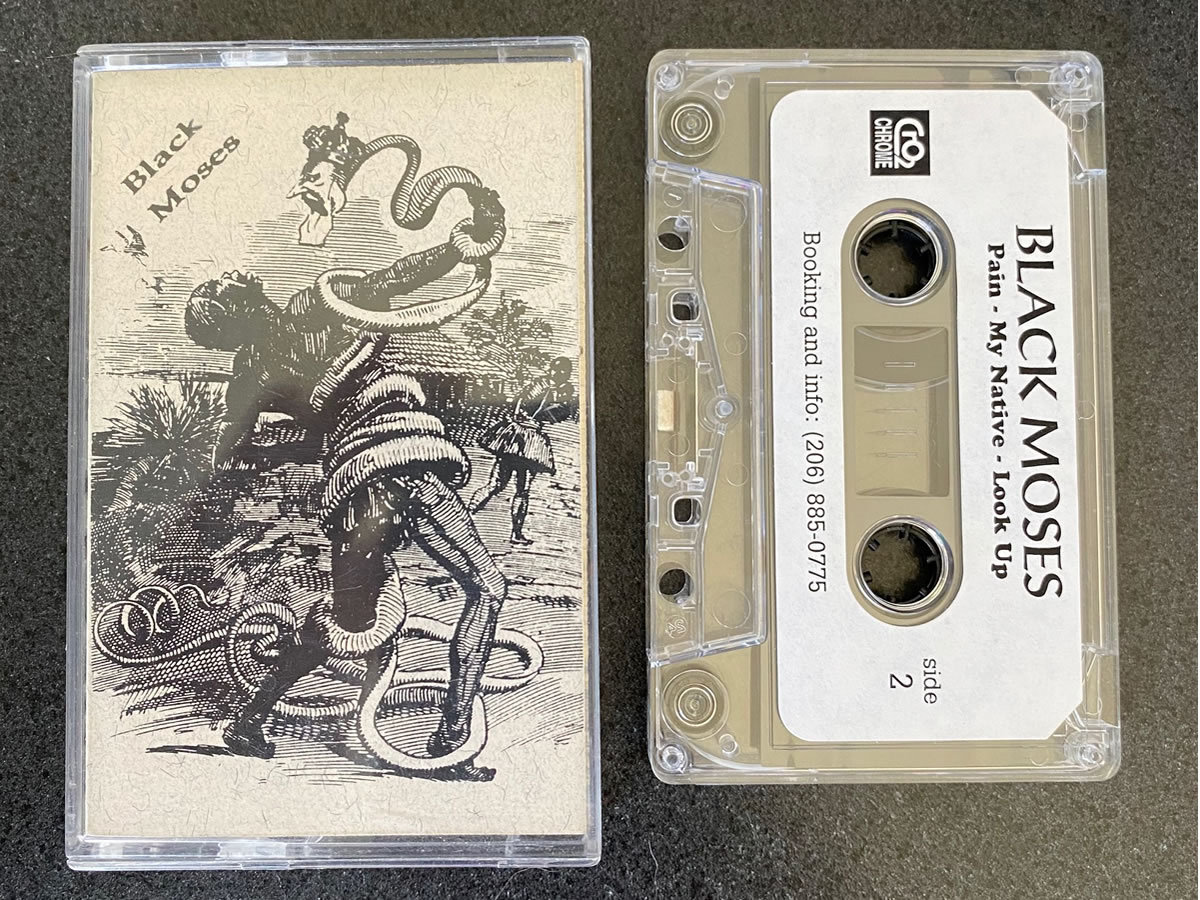 Black
Moses
CrO2
CHROME
BLACK MOSES
Pain - My Native - Look Up
Booking and info: (206) 885-0775
side
2